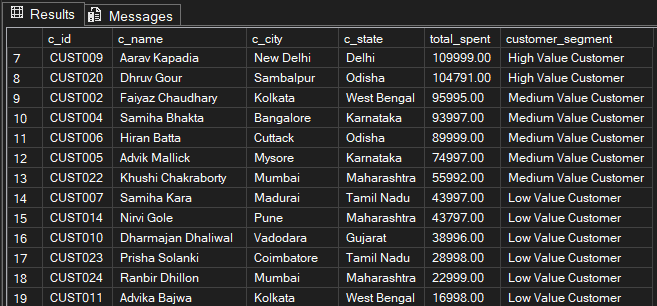 Results Messages
c_id c_name c_city c_state total_spent customer_segment
7 CUST009 Aarav Kapadia New Delhi Delhi 109999.00 High Value Customer
8 CUST020 Dhruv Gour Sambalpur Odisha 104791.00 High Value Customer
9 CUST002 Faiyaz Chaudhary Kolkata West Bengal 95995.00 Medium Value Customer
10 CUST004 Samiha Bhakta Bangalore Karnataka 93997.00 Medium Value Customer
11 CUST006 Hiran Batta Cuttack Odisha 89999.00 Medium Value Customer
12 CUST005 Advik Mallick Mysore Karnataka 74997.00 Medium Value Customer
13 CUST022 Khushi Chakraborty Mumbai Maharashtra 55992.00 Medium Value Customer
14 CUST007 Samiha Kara Madurai Tamil Nadu 43997.00 Low Value Customer
15 CUST014 Nirvi Gole Pune Maharashtra 43797.00 Low Value Customer
16 CUST010 Dharmajan Dhaliwal Vadodara Gujarat 38996.00 Low Value Customer
17 CUST023 Prisha Solanki Coimbatore Tamil Nadu 28998.00 Low Value Customer
18 CUST024 Ranbir Dhillon Mumbai Maharashtra 22999.00 Low Value Customer
19 CUST011 Advika Bajwa Kolkata West Bengal 16998.00 Low Value Customer